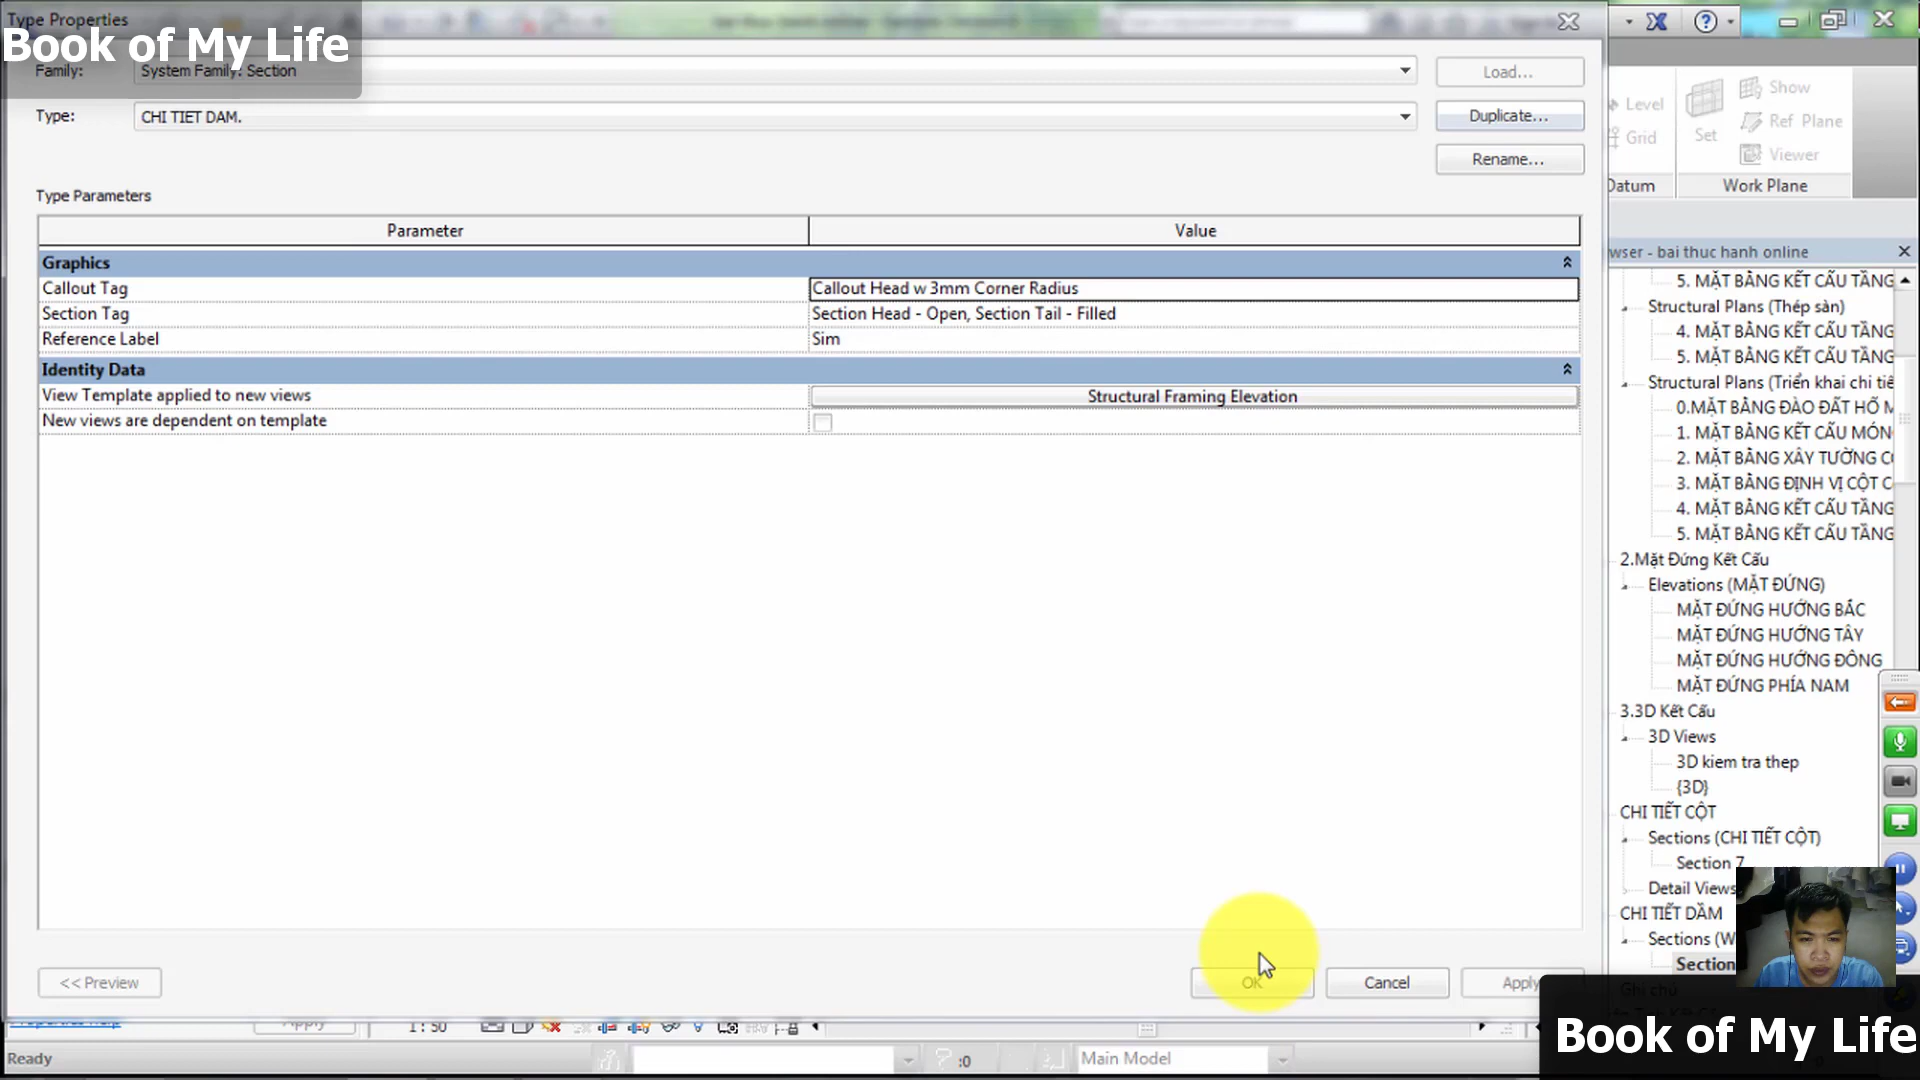 Type Properties
Book of My Life
Family:
System Family: Section
Load...
Type:
CHI TIET DAM.
Duplicate...
Rename...
Type Parameters
Parameter
Value
Graphics
Callout Tag
Callout Head w 3mm Corner Radius
Section Tag
Section Head - Open, Section Tail - Filled
Reference Label
Sim
Identity Data
View Template applied to new views
Structural Framing Elevation
New views are dependent on template
<< Preview
OK
Cancel
Apply
Level
Grid
Datum
Set
Show
Ref Plane
Viewer
Work Plane
wser - bai thuc hanh online
5. MẶT BẰNG KẾT CẤU TẦNG
Structural Plans (Thép sàn)
4. MẶT BẰNG KẾT CẤU TẦNG
5. MẶT BẰNG KẾT CẤU TẦNG
Structural Plans (Triển khai chi tiê
0.MẶT BẰNG ĐÀO ĐẤT HỐ M
1. MẶT BẰNG KẾT CẤU MÓN
2. MẶT BẰNG XÂY TƯỜNG C
3. MẶT BẰNG ĐỊNH VỊ CỘT C
4. MẶT BẰNG KẾT CẤU TẦNG
5. MẶT BẰNG KẾT CẤU TẦNG
2.Mặt Đứng Kết Cấu
Elevations (MẶT ĐỨNG)
MẶT ĐỨNG HƯỚNG BẮC
MẶT ĐỨNG HƯỚNG TÂY
MẶT ĐỨNG HƯỚNG ĐÔNG
MẶT ĐỨNG PHÍA NAM
3.3D Kết Cấu
3D Views
3D kiem tra thep
{3D}
CHI TIẾT CỘT
Sections (CHI TIẾT CỘT)
Section 7
Detail Views
CHI TIẾT DẦM
Sections (W
Section
Ghi chú
Apply
1 : 50
Ready
:0
Main Model
Book of My Life